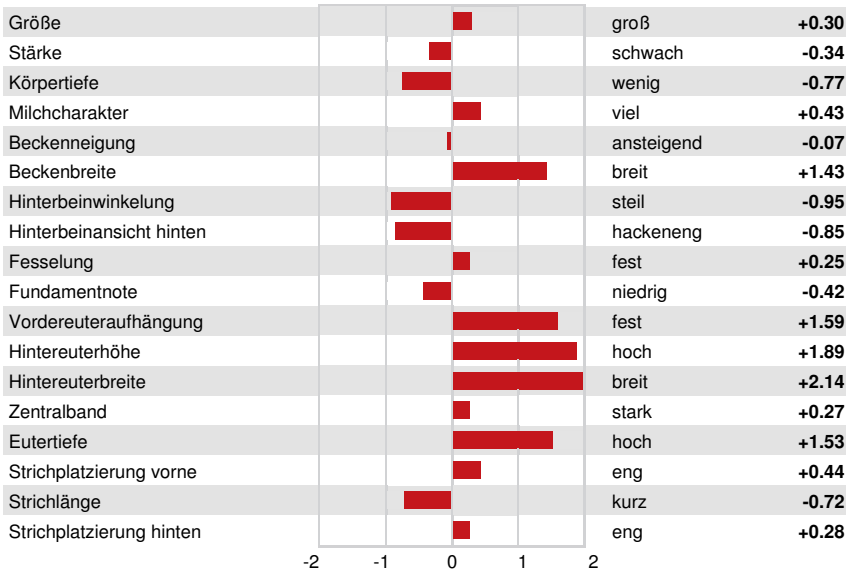 Größe groß +0.30
Stärke schwach -0.34
Körpertiefe wenig -0.77
Milchcharakter viel +0.43
Beckenneigung ansteigend -0.07
Beckenbreite breit +1.43
Hinterbeinwinkelung steil -0.95
Hinterbeinansicht hinten hackeneng -0.85
Fesselung fest +0.25
Fundamentnote niedrig -0.42
Vordereuteraufhängung fest +1.59
Hintereuterhöhe hoch +1.89
Hintereuterbreite breit +2.14
Zentralband stark +0.27
Eutertiefe hoch +1.53
Strichplatzierung vorne eng +0.44
Strichlänge kurz -0.72
Strichplatzierung hinten eng +0.28
-2 -1 0 1 2